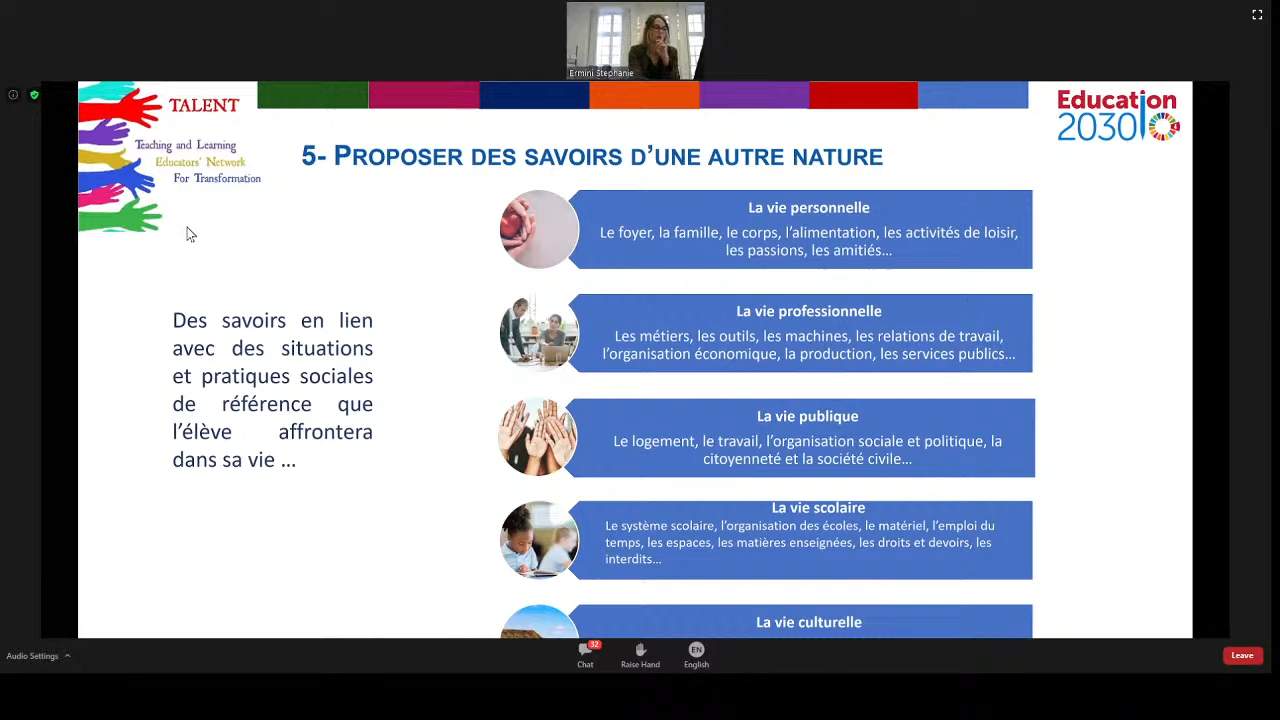 Ermini Stephanie
TALENT
Teaching and Learning
Educators' Network
For Transformation
Education
2030
5- PROPOSER DES SAVOIRS D'UNE AUTRE NATURE
Des savoirs en lien
avec des situations
et pratiques sociales
de référence que
l'élève affrontera
dans sa vie ...
La vie personnelle
Le foyer, la famille, le corps, l'alimentation, les activités de loisir,
les passions, les amitiés...
La vie professionnelle
Les métiers, les outils, les machines, les relations de travail,
l'organisation économique, la production, les services publics...
La vie publique
Le logement, le travail, l'organisation sociale et politique, la
citoyenneté et la société civile...
La vie scolaire
Le système scolaire, l'organisation des écoles, le matériel, l'emploi du
temps, les espaces, les matières enseignées, les droits et devoirs, les
interdits...
La vie culturelle
Audio Settings
32
Chat
Raise Hand
EN
English
Leave